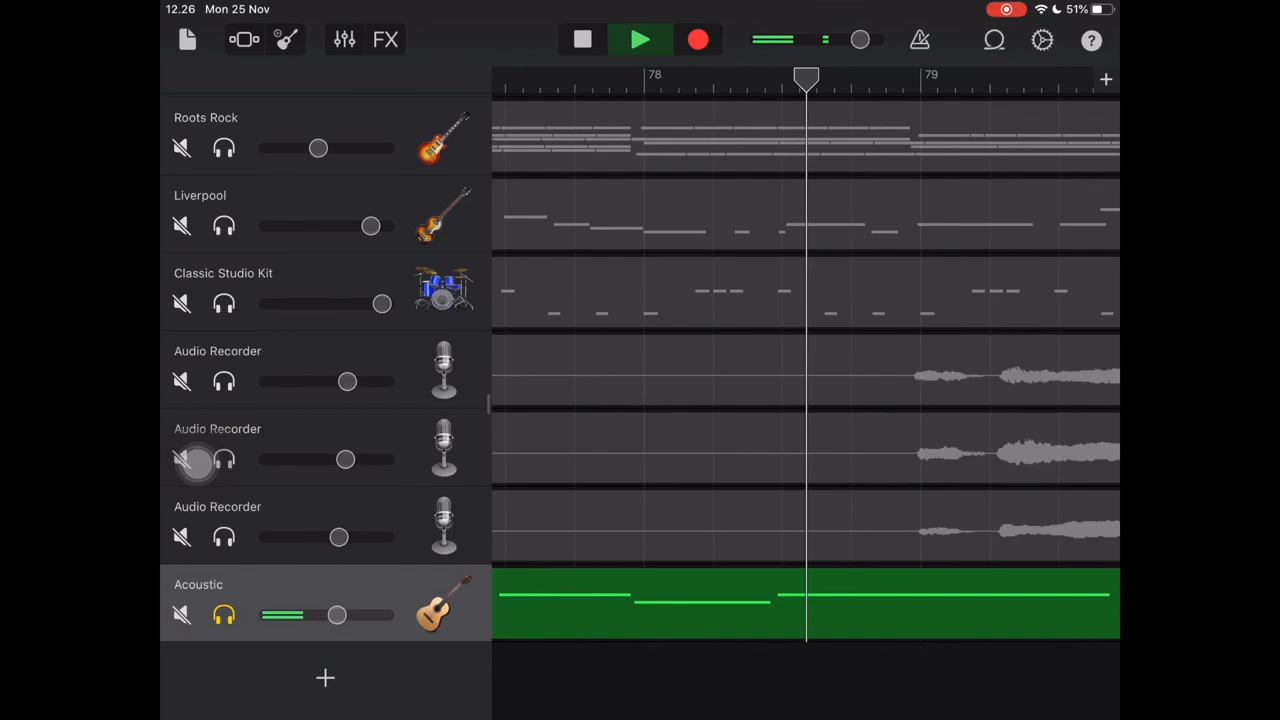 12.26 Mon 25 Nov
51%
FX
?
78
79
+
Roots Rock
Liverpool
Classic Studio Kit
Audio Recorder
Audio Recorder
Audio Recorder
Acoustic
+